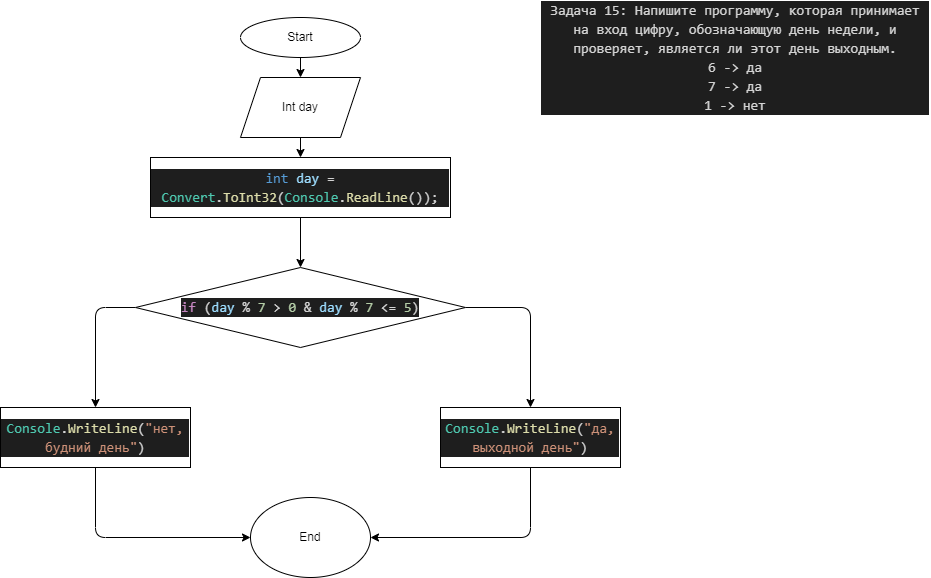 Задача 15: Напишите программу, которая принимает
на вход цифру, обозначающую день недели, и
проверяет, является ли этот день выходным.
6 -> да
7 -> да
1 -> нет
Start
Int day
int day =
Convert.ToInt32(Console.ReadLine());
if (day % 7 > 0 & day % 7 <= 5)
Console.WriteLine("нет,
будний день")
Console.WriteLine("да,
выходной день")
End